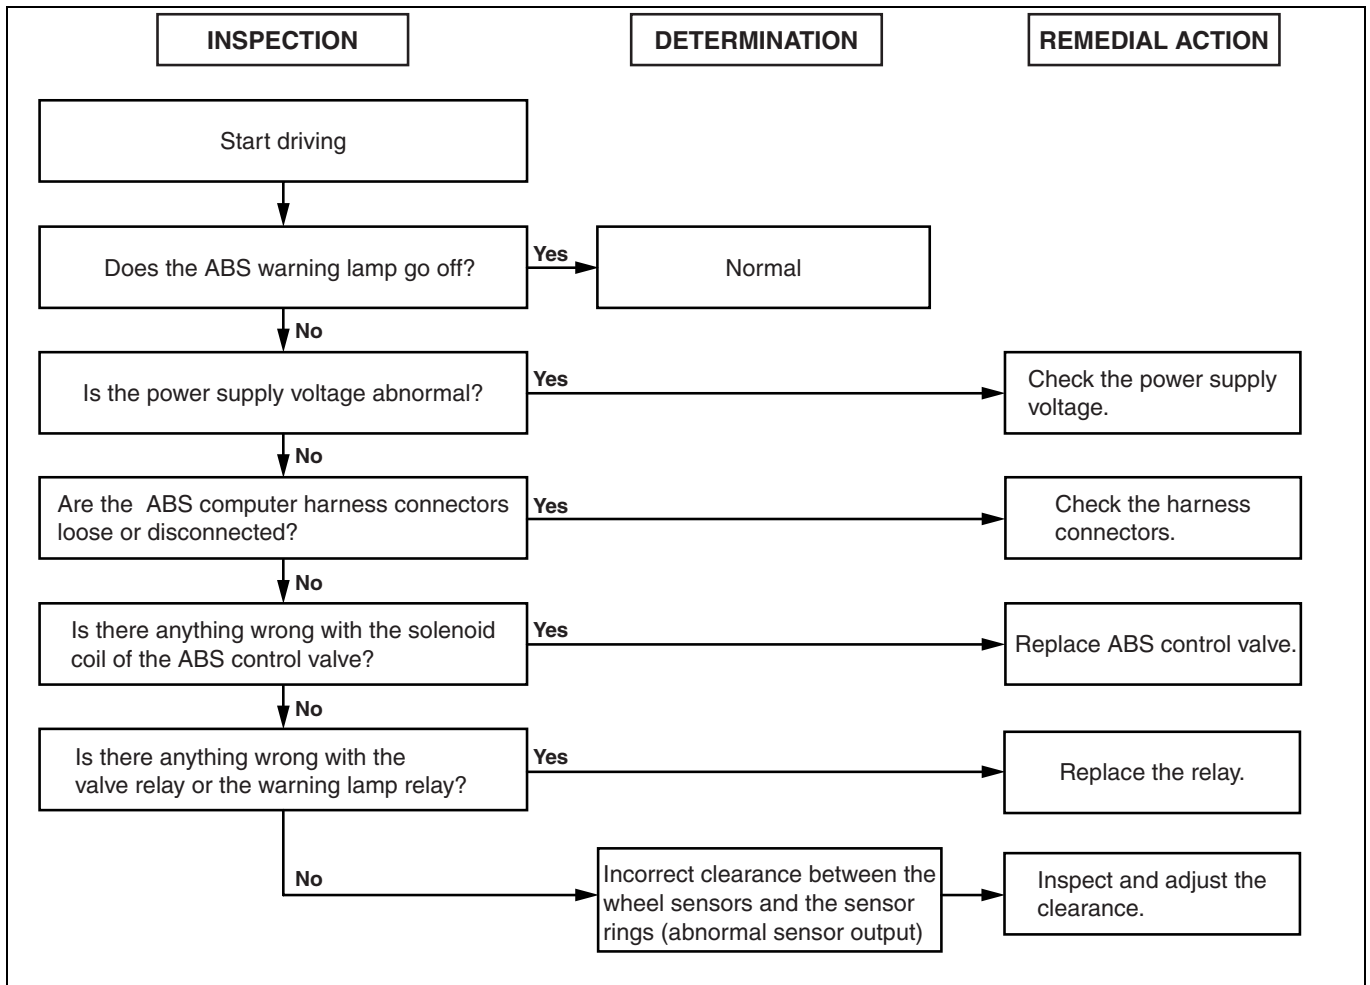 INSPECTION
DETERMINATION
REMEDIAL ACTION
Start driving
Does the ABS warning lamp go off?
Yes
Normal
No
Is the power supply voltage abnormal?
Yes
Check the power supply
voltage.
No
Are the ABS computer harness connectors
loose or disconnected?
Yes
Check the harness
connectors.
No
Is there anything wrong with the solenoid
coil of the ABS control valve?
Yes
Replace ABS control valve.
No
Is there anything wrong with the
valve relay or the warning lamp relay?
Yes
Replace the relay.
No
Incorrect clearance between the
wheel sensors and the sensor
rings (abnormal sensor output)
Inspect and adjust the
clearance.